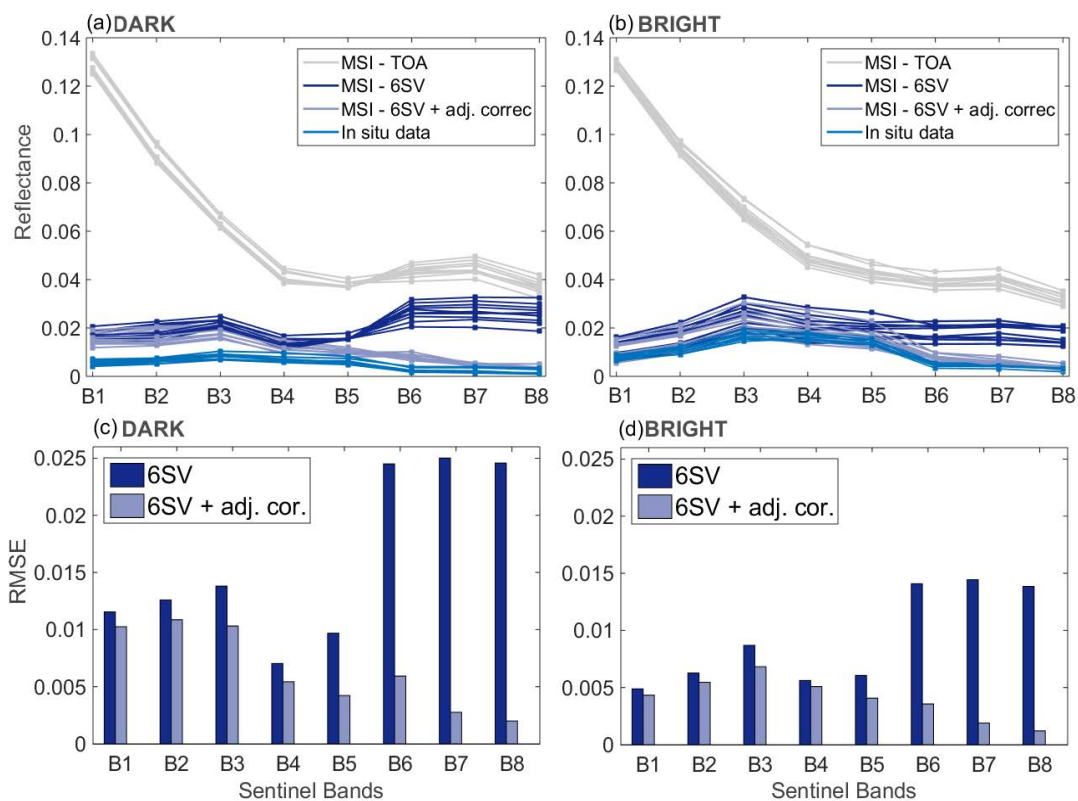 (a) DARK
0.14
0.12
0.1
0.08
0.06
0.04
0.02
0
Reflectance
MSI - TOA
MSI - 6SV
MSI - 6SV + adj. correc
In situ data
B1 B2 B3 B4 B5 B6 B7 B8
(b) BRIGHT
0.14
0.12
0.1
0.08
0.06
0.04
0.02
0
MSI - TOA
MSI - 6SV
MSI - 6SV + adj. correc
In situ data
B1 B2 B3 B4 B5 B6 B7 B8
(c) DARK
0.025
0.02
0.015
0.01
0.005
0
RMSE
6SV
6SV + adj. cor.
B1 B2 B3 B4 B5 B6 B7 B8
Sentinel Bands
(d) BRIGHT
0.025
0.02
0.015
0.01
0.005
0
6SV
6SV + adj. cor.
B1 B2 B3 B4 B5 B6 B7 B8
Sentinel Bands